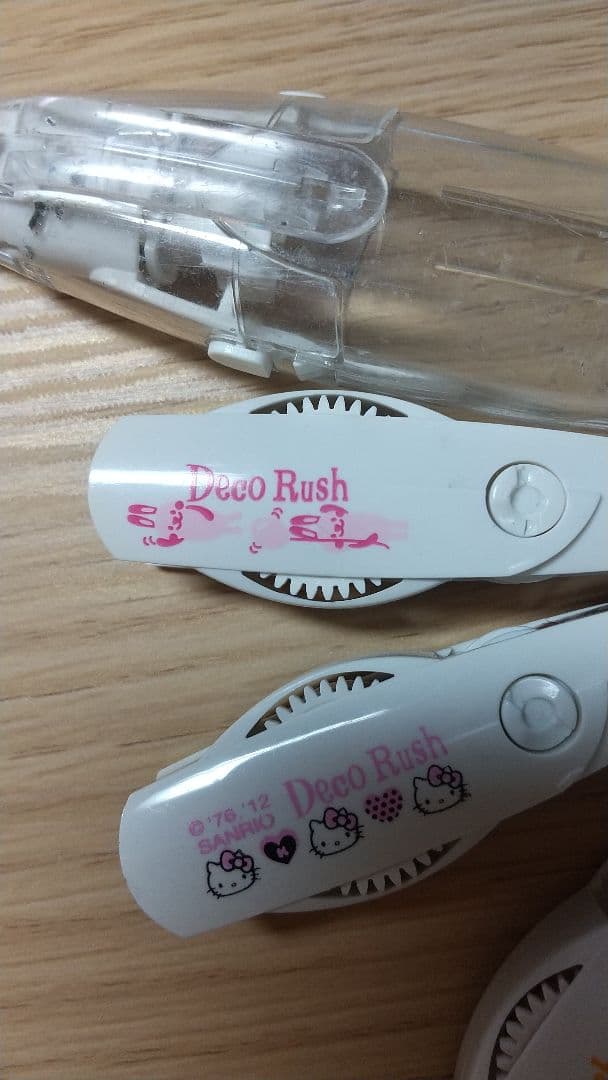 Deco Rush
Deco Rush
© '76, '12
SANRIO